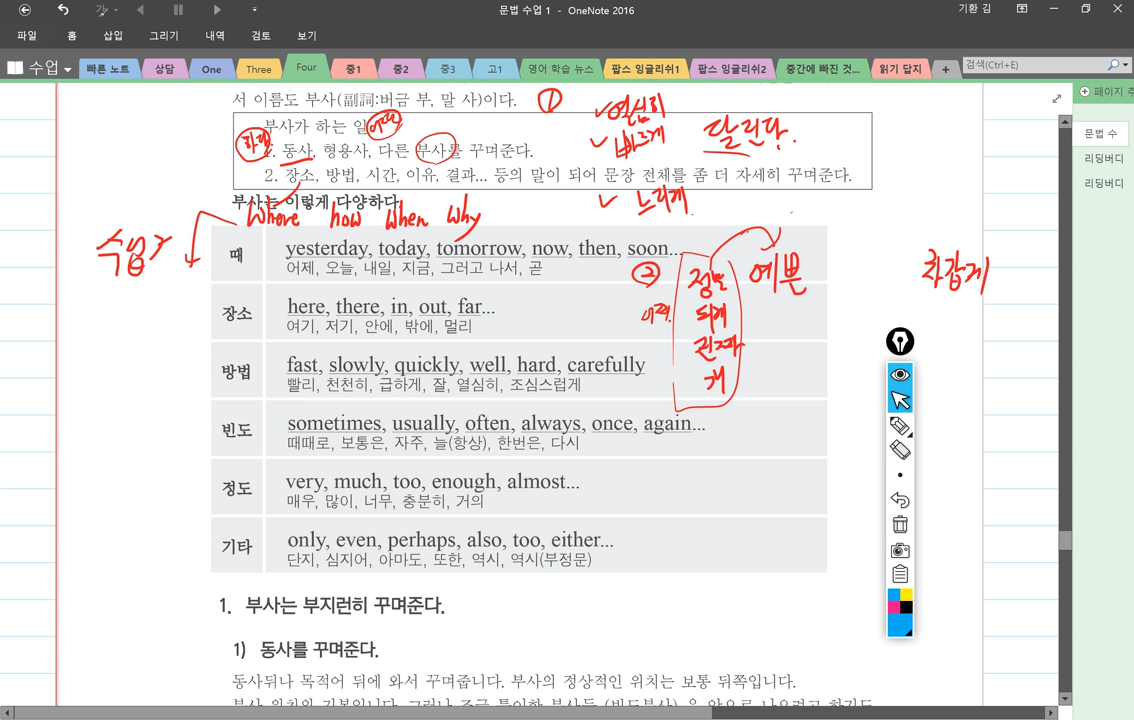 문법 수업 1 - OneNote 2016
기환 김
파일 홈 삽입 그리기 내역 검토 보기
수업 빠른 노트 상담 One Three Four 중1 중2 중3 고1 영어 학습 뉴스 팝스 잉글리쉬1 팝스 잉글리쉬2 중간에 빠진 것... 읽기 답지 + 검색(Ctrl+E)
페이지 추
문법 수
리딩버디
리딩버디
서 이름도 부사(副詞:버금 부, 말 사)이다.
① 열심히
부사가 하는 일
빠르게 달린다.
1. 동사, 형용사, 다른 부사를 꾸며준다.
2. 장소, 방법, 시간, 이유, 결과... 등의 말이 되어 문장 전체를 좀 더 자세히 꾸며준다.
부사는 이렇게 다양하다.
느리게
where how when why
수업
때 yesterday, today, tomorrow, now, then, soon...
어제, 오늘, 내일, 지금, 그러고 나서, 곧
② 정말 예쁜
차갑게
되게
장소 here, there, in, out, far...
여기, 저기, 안에, 밖에, 멀리
방법 fast, slowly, quickly, well, hard, carefully
빨리, 천천히, 급하게, 잘, 열심히, 조심스럽게
빈도 sometimes, usually, often, always, once, again...
때때로, 보통은, 자주, 늘(항상), 한번은, 다시
정도 very, much, too, enough, almost...
매우, 많이, 너무, 충분히, 거의
기타 only, even, perhaps, also, too, either...
단지, 심지어, 아마도, 또한, 역시, 역시(부정문)
1. 부사는 부지런히 꾸며준다.
1) 동사를 꾸며준다.
동사뒤나 목적어 뒤에 와서 꾸며줍니다. 부사의 정상적인 위치는 보통 뒤쪽입니다.